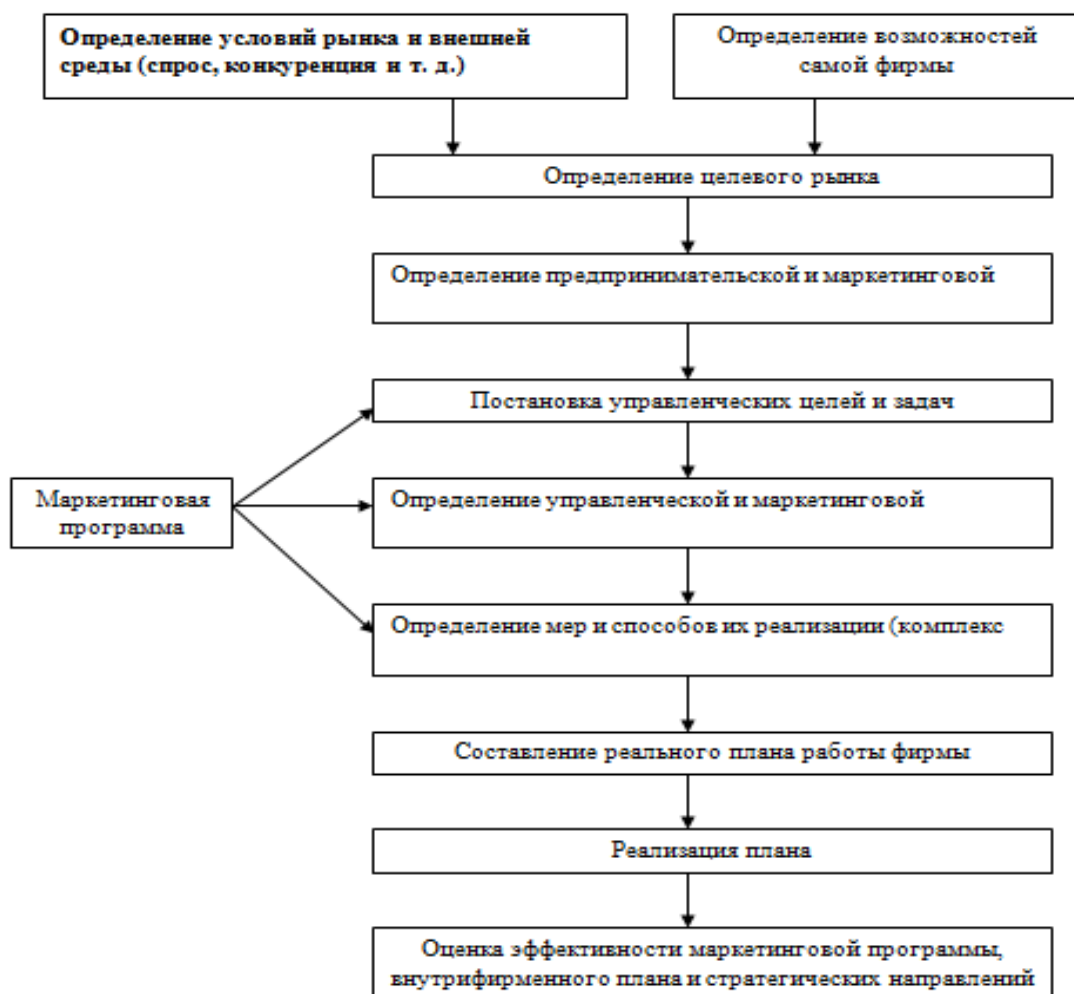 Определение условий рынка и внешней
среды (спрос, конкуренция и т. д.)
Определение возможностей
самой фирмы
Определение целевого рынка
Определение предпринимательской и маркетинговой
Постановка управленческих целей и задач
Маркетинговая
программа
Определение управленческой и маркетинговой
Определение мер и способов их реализации (комплекс
Составление реального плана работы фирмы
Реализация плана
Оценка эффективности маркетинговой программы,
внутрифирменного плана и стратегических направлений